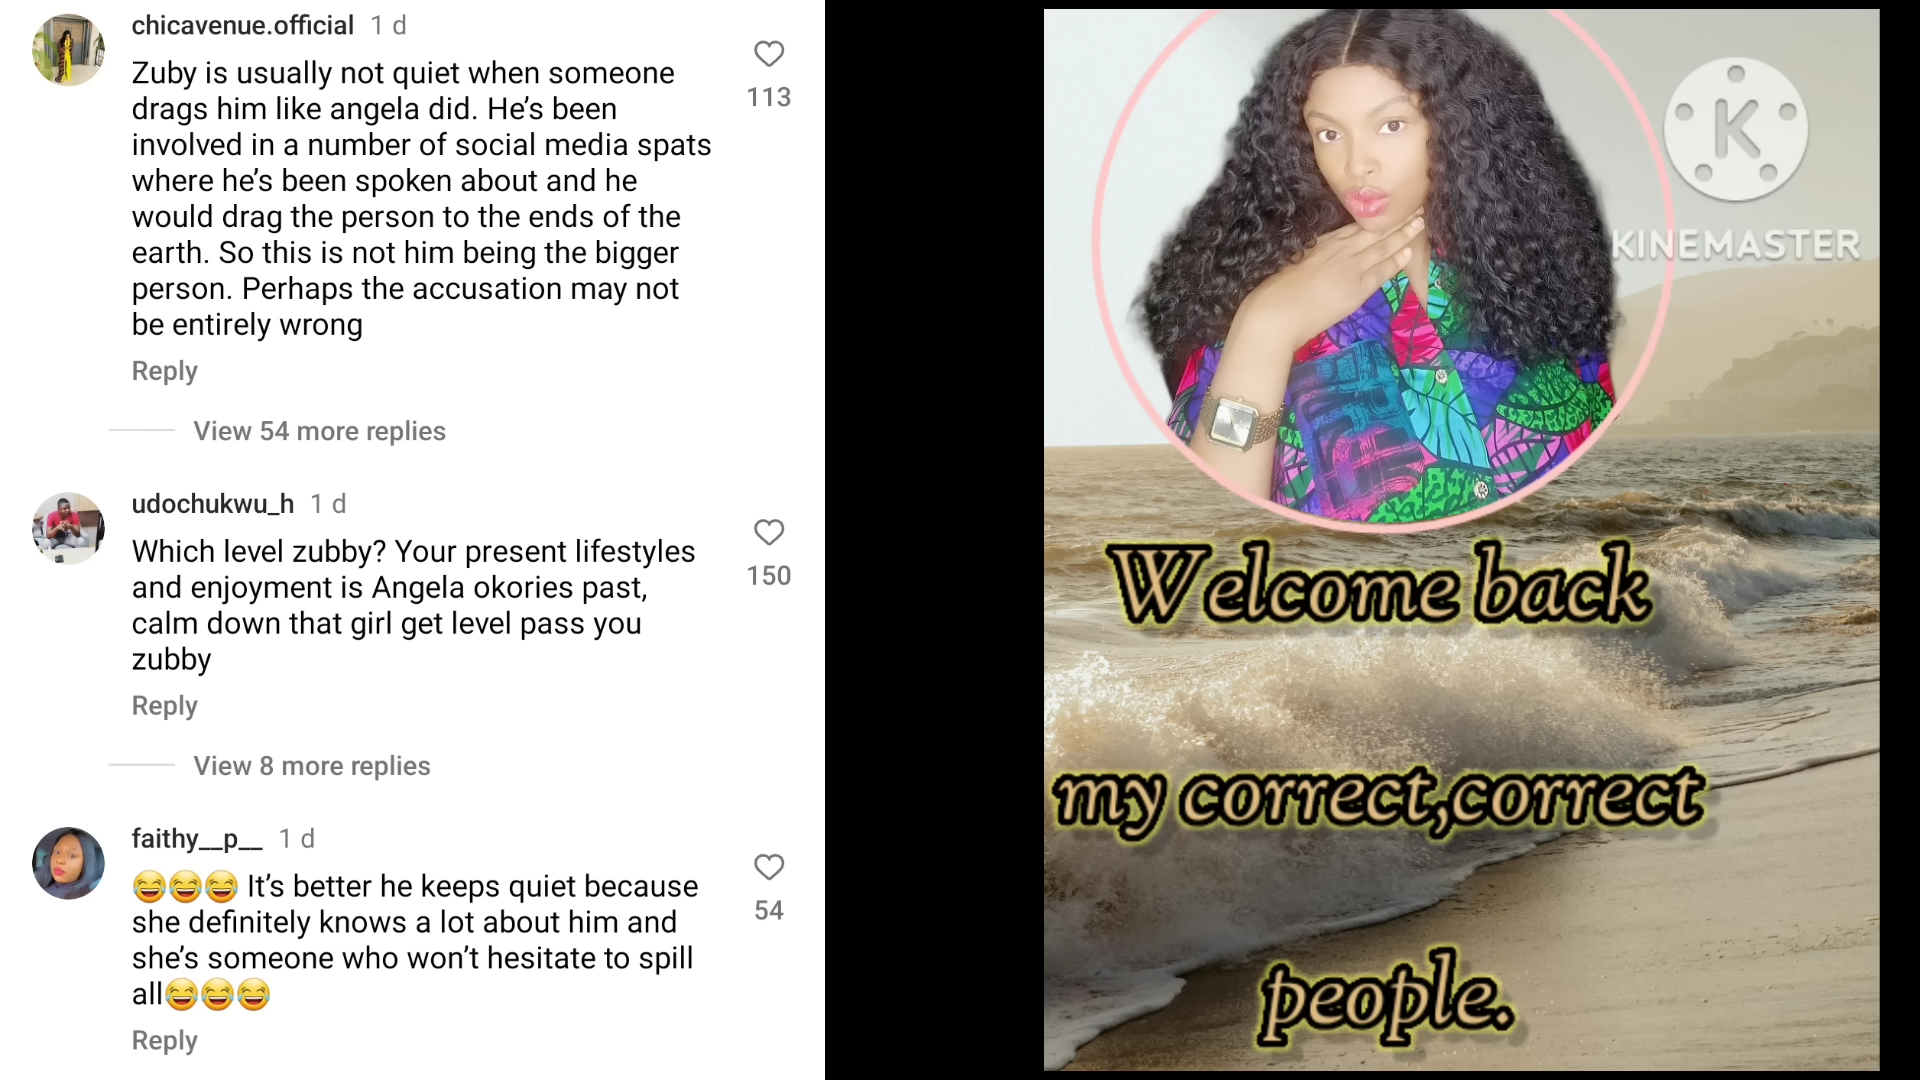 chicavenue.official 1 d
Zuby is usually not quiet when someone
drags him like angela did. He's been
involved in a number of social media spats
where he's been spoken about and he
would drag the person to the ends of the
earth. So this is not him being the bigger
person. Perhaps the accusation may not
be entirely wrong
113
Reply
View 54 more replies
udochukwu_h 1 d
Which level zubby? Your present lifestyles
and enjoyment is Angela okories past,
calm down that girl get level pass you
zubby
150
Reply
View 8 more replies
faithy__p__ 1 d
😂😂😂 It's better he keeps quiet because
she definitely knows a lot about him and
she's someone who won't hesitate to spill
all😂😂😂
54
Reply
K
KINEMASTER
Welcome back
my correct,correct
people.